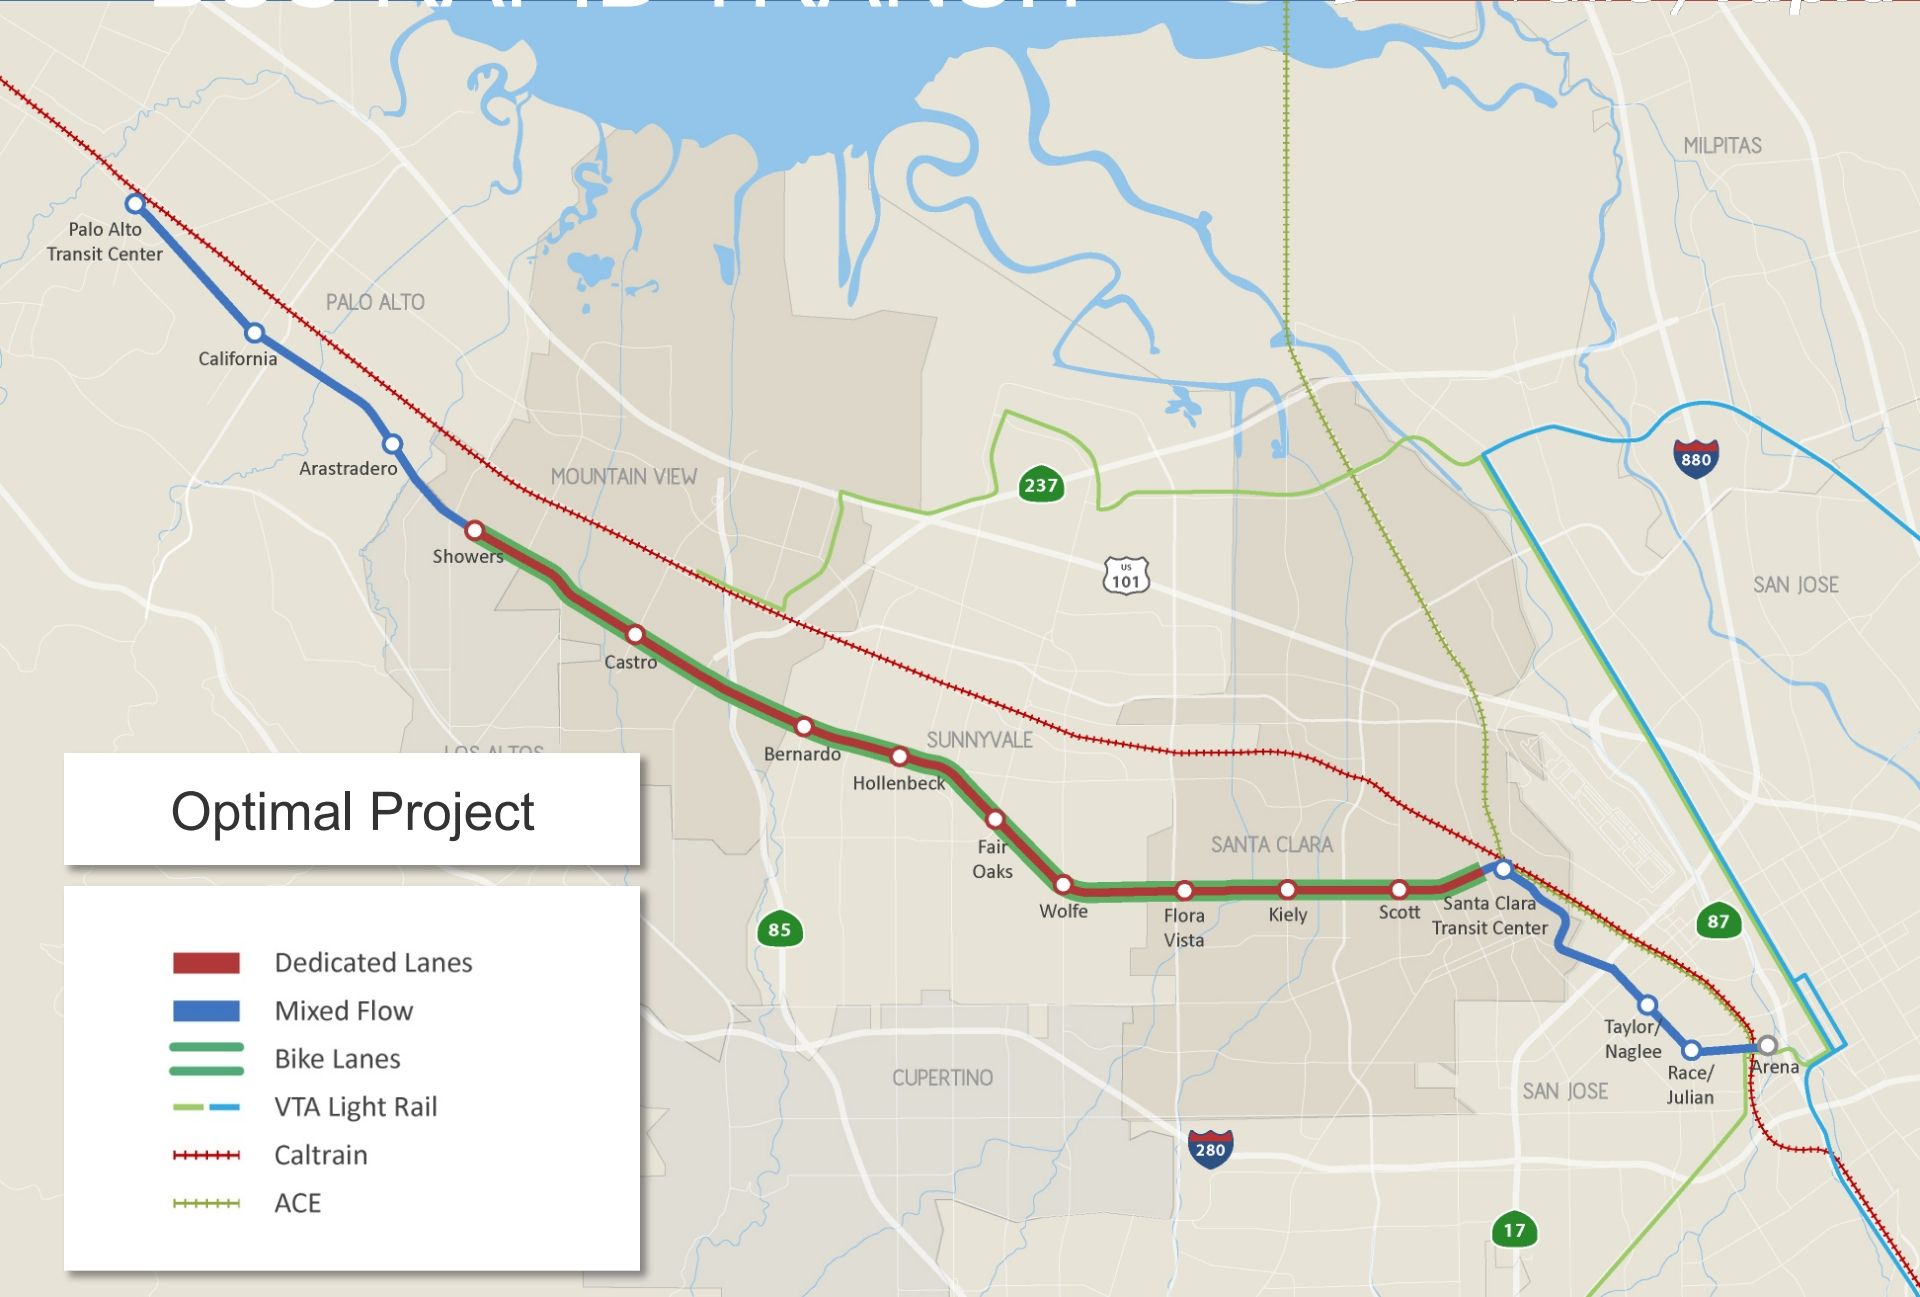 MILPITAS
Palo Alto
Transit Center
PALO ALTO
California
Arastradero
MOUNTAIN VIEW
237
880
Showers
US
101
SAN JOSE
Castro
Bernardo
SUNNYVALE
Hollenbeck
LOS ALTOS
Optimal Project
Fair
Oaks
SANTA CLARA
Wolfe
Flora
Vista
Kiely
Scott
Santa Clara
Transit Center
85
87
Dedicated Lanes
Mixed Flow
Bike Lanes
VTA Light Rail
Caltrain
ACE
Taylor/
Naglee
Race/
Julian
Arena
CUPERTINO
SAN JOSE
280
17